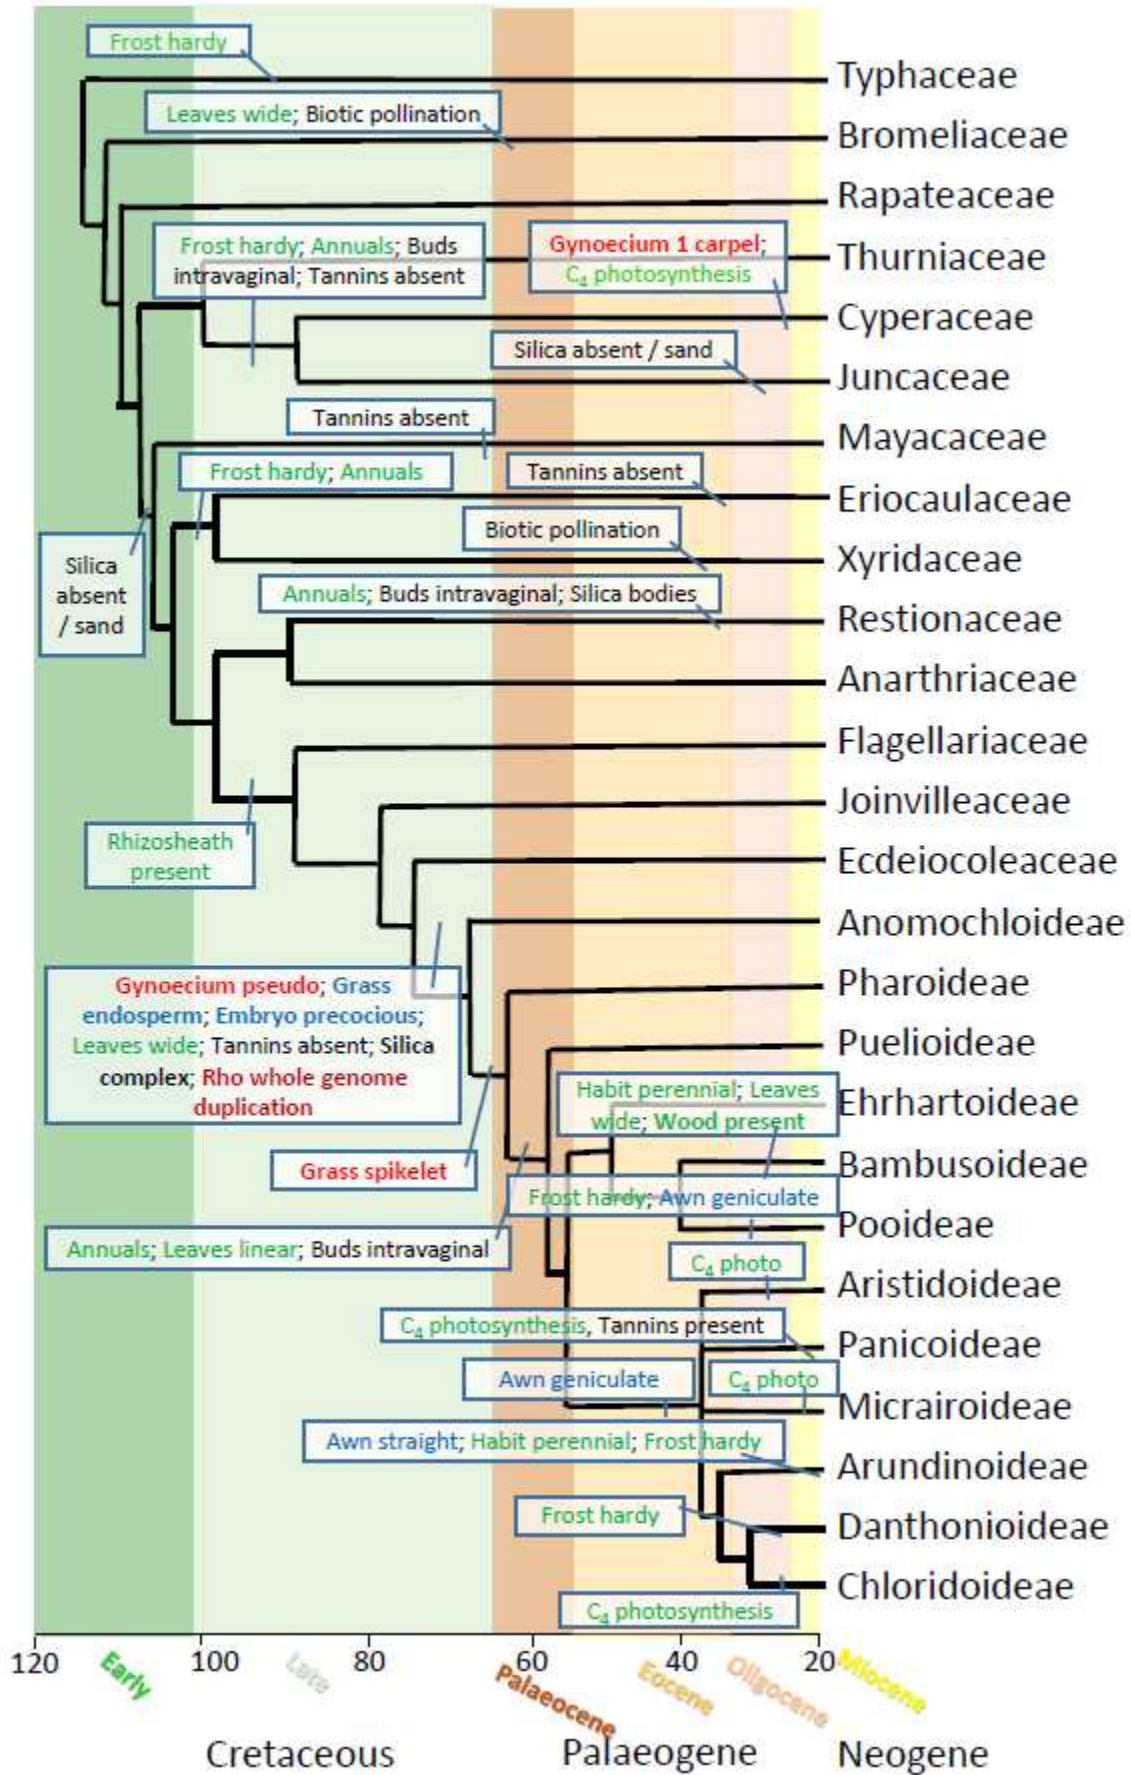 Frost hardy
Typhaceae
Leaves wide; Biotic pollination
Bromeliaceae
Rapateaceae
Frost hardy; Annuals; Buds
intravaginal; Tannins absent
Gynoecium 1 carpel;
C₄ photosynthesis
Thurniaceae
Cyperaceae
Silica absent / sand
Juncaceae
Tannins absent
Mayacaceae
Frost hardy; Annuals
Tannins absent
Eriocaulaceae
Biotic pollination
Xyridaceae
Silica
absent
/ sand
Annuals; Buds intravaginal; Silica bodies
Restionaceae
Anarthriaceae
Flagellariaceae
Joinvilleaceae
Rhizosheath
present
Ecdeiocoleaceae
Anomochloideae
Gynoecium pseudo; Grass
endosperm; Embryo precocious;
Leaves wide; Tannins absent; Silica
complex; Rho whole genome
duplication
Pharoideae
Puelioideae
Habit perennial; Leaves
wide; Wood present
Ehrhartoideae
Grass spikelet
Bambusoideae
Frost hardy; Awn geniculate
Pooideae
Annuals; Leaves linear; Buds intravaginal
C₄ photo
Aristidoideae
C₄ photosynthesis, Tannins present
Panicoideae
Awn geniculate
C₄ photo
Micrairoideae
Awn straight; Habit perennial; Frost hardy
Arundinoideae
Frost hardy
Danthonioideae
Chloridoideae
C₄ photosynthesis
120 100 80 60 40 20
Early Late Palaeocene Eocene Oligocene Miocene
Cretaceous Palaeogene Neogene